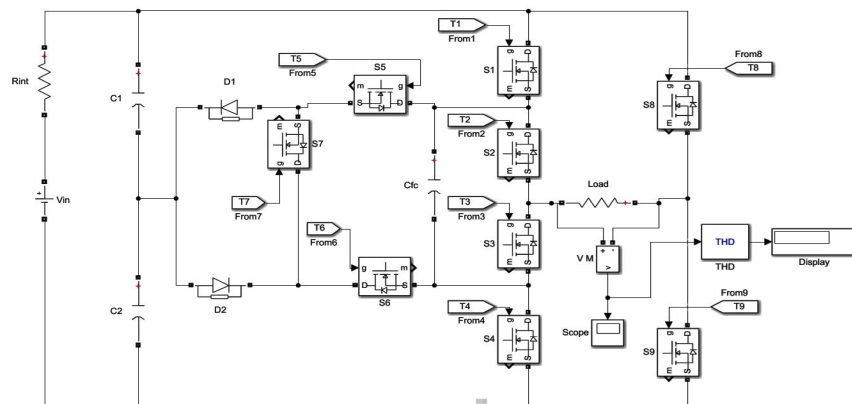 T1
From1
g
D
S1
E
S
T5
From5
S5
m
g
S
D
From8
g
T8
D
S8
E
S
Rint
+
C1
+
D1
T2
From2
g
D
S2
E
S
E
S
S7
g
D
T7
From7
Cfc
+
Vin
+
T3
From3
g
D
S3
E
S
Load
+
V M
+
-
v
THD
THD
Display
T6
From6
g
m
D
S
S6
D2
C2
+
T4
From4
g
D
S4
E
S
Scope
From9
g
T9
D
S9
E
S